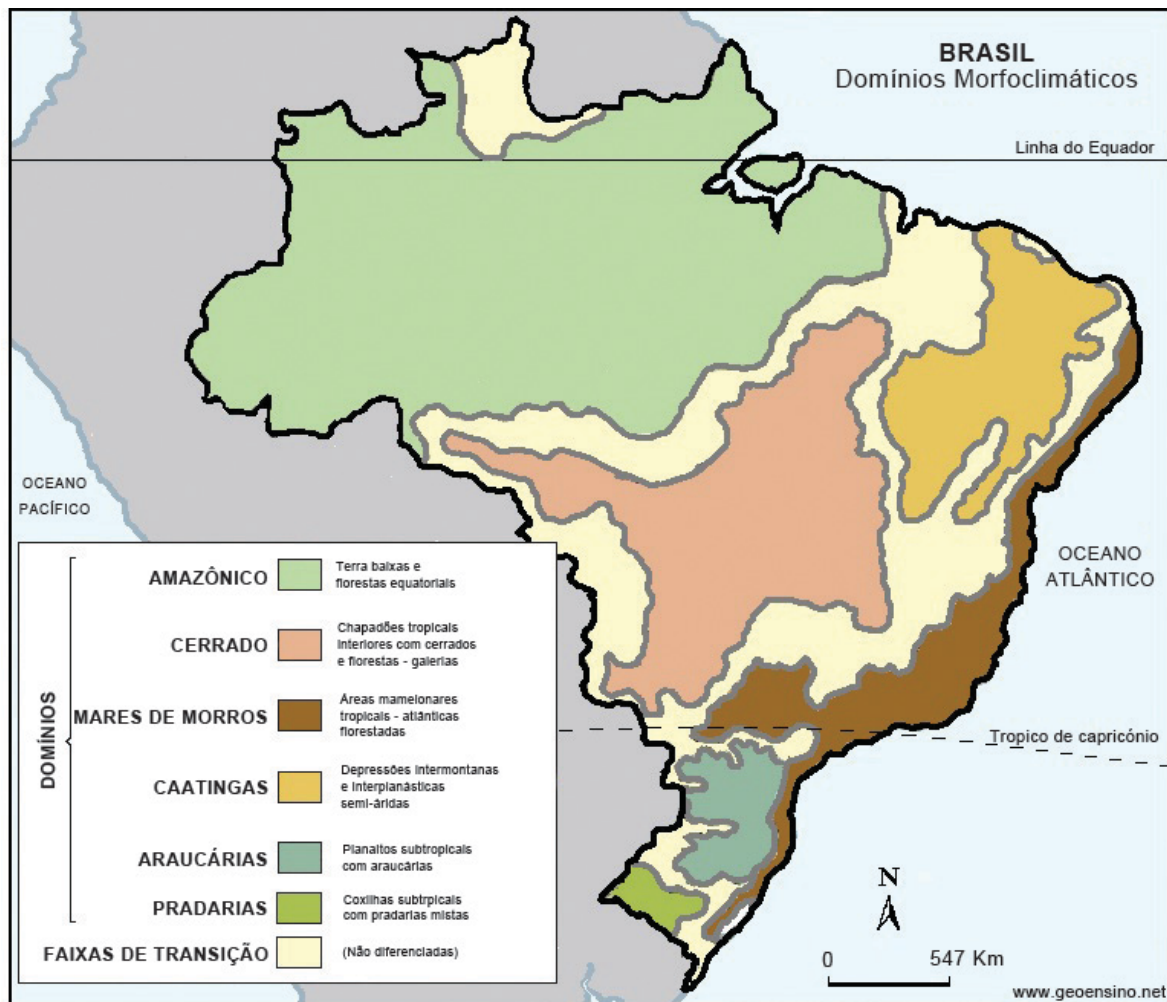 BRASIL
Domínios Morfoclimáticos
Linha do Equador
OCEANO
PACÍFICO
OCEANO
ATLÂNTICO
Tropico de capricónio
DOMÍNIOS
AMAZÔNICO
Terra baixas e
florestas equatoriais
CERRADO
Chapadões tropicais
interiores com cerrados
e florestas - galerias
MARES DE MORROS
Áreas mamelonares
tropicais - atlânticas
florestadas
CAATINGAS
Depressões intermontanas
e interplanásticas
semi-áridas
ARAUCÁRIAS
Planaltos subtropicais
com araucárias
PRADARIAS
Coxilhas subtrpicais
com pradarias mistas
FAIXAS DE TRANSIÇÃO
(Não diferenciadas)
N
0 547 Km
www.geoensino.net